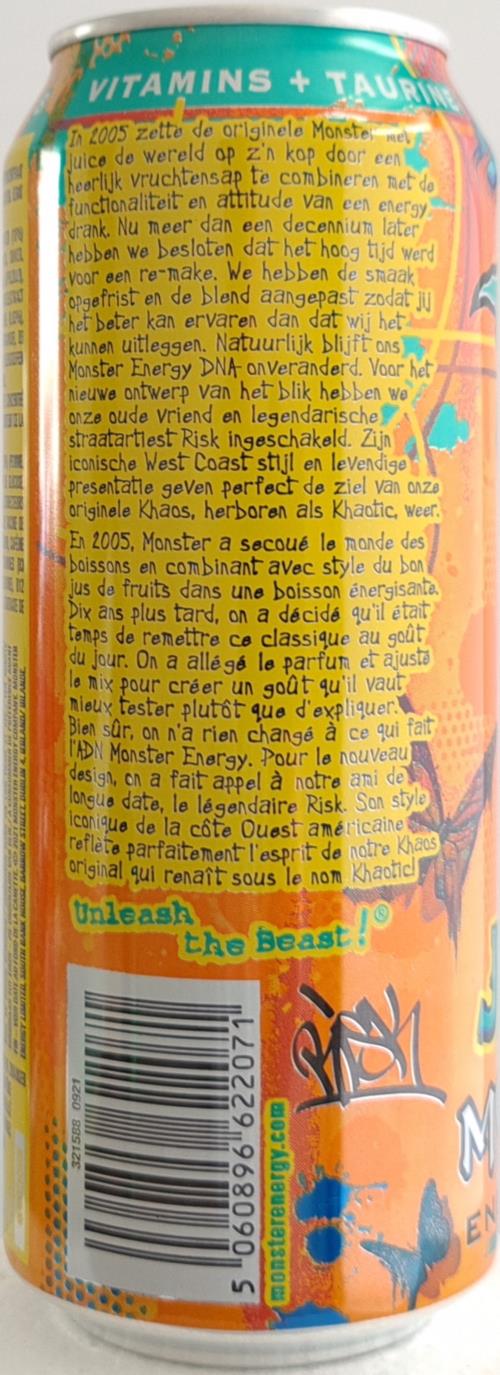 VITAMINS + TAURINE
In 2005 zette de originele Monster met
juice de wereld op z'n kop door een
heerlijk vruchtensap te combineren met de
functionaliteit en attitude van een energy
drank. Nu meer dan een decennium later
hebben we besloten dat het hoog tijd werd
voor een re-make. We hebben de smaak
opgefrist en de blend aangepast zodat jij
het beter kan ervaren dan dat wij het
kunnen uitleggen. Natuurlijk blijft ons
Monster Energy DNA onveranderd. Voor het
nieuwe ontwerp van het blik hebben we
onze oude vriend en legendarische
straatartiest Risk ingeschakeld. Zijn
iconische West Coast stijl en levendige
presentatie geven perfect de ziel van onze
originele Khaos, herboren als Khaotic, weer.
En 2005, Monster a secoué le monde des
boissons en combinant avec style du bon
jus de fruits dans une boisson énergisante.
Dix ans plus tard, on a décidé qu'il était
temps de remettre ce classique au goût
du jour. On a allégé le parfum et ajusté
le mix pour créer un goût qu'il vaut
mieux tester plutôt que d'expliquer.
Bien sûr, on n'a rien changé à ce qui fait
l'ADN Monster Energy. Pour le nouveau
design, on a fait appel à notre ami de
longue date, le légendaire Risk. Son style
iconique de la côte Ouest américaine
reflète parfaitement l'esprit de notre Khaos
original qui renaît sous le nom Khaotic!
Unleash
the Beast!®
Risk
321588 0921
5 060896 622071
monsterenergy.com
M
EN